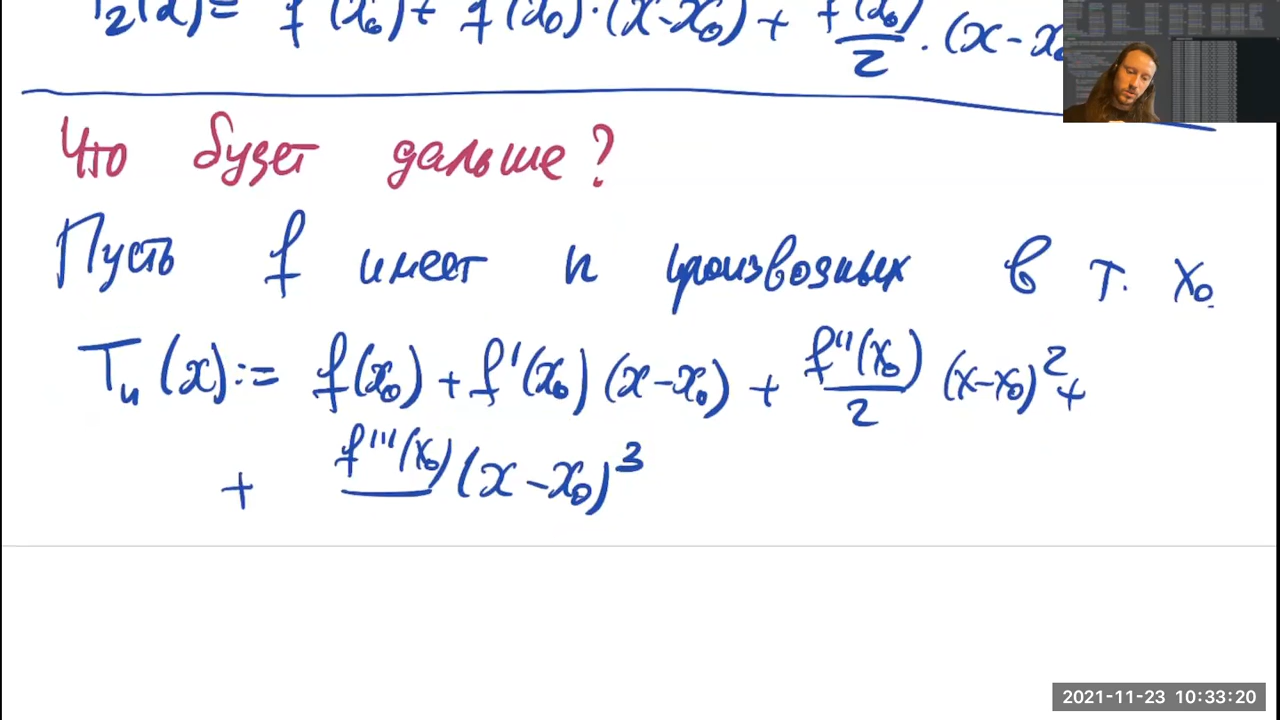 T₂(x) = f(x₀) + f'(x₀)·(x-x₀) + f''(x₀)/2 · (x-x₀
Что будет дальше?
Пусть f имеет n производных в т. x₀
Tₙ(x) := f(x₀) + f'(x₀)(x-x₀) + f''(x₀)/2 (x-x₀)² +
+ f'''(x₀)/ (x-x₀)³
2021-11-23 10:33:20